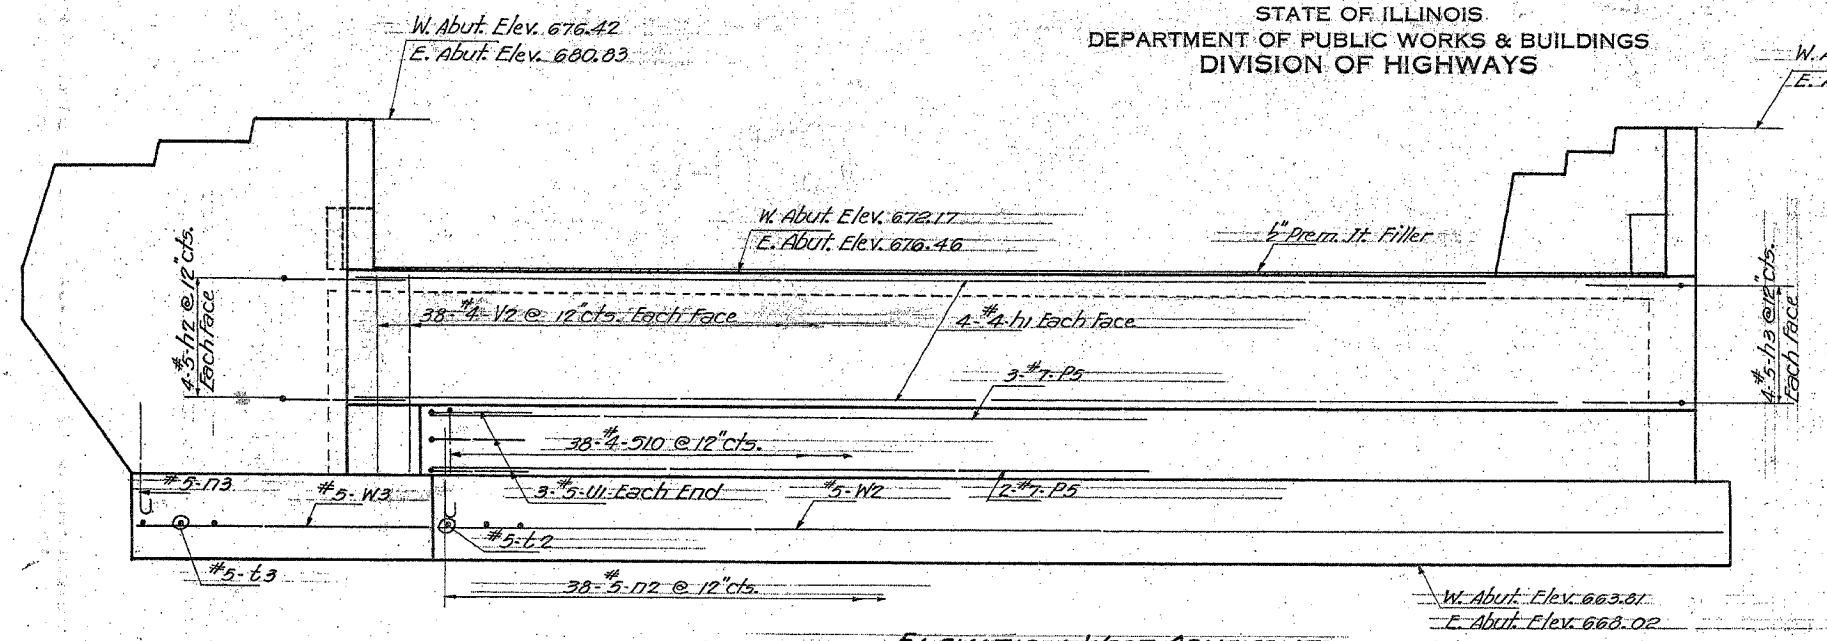 STATE OF ILLINOIS
DEPARTMENT OF PUBLIC WORKS & BUILDINGS
DIVISION OF HIGHWAYS
W. Abut. Elev. 676.42
E. Abut. Elev. 680.83
W. Abut. Elev. 672.17
E. Abut. Elev. 676.46
½" Prem. Jt. Filler
4-#5-h2 @ 12" cts.
Each Face
38-#4-V2 @ 12" cts. Each Face
4-#4-h1 Each Face
4-#5-h3 @ 12" cts.
Each Face
3-#7-P5
38-#4-S10 @ 12" cts.
#5-n3
#5-W3
3-#5-U1-Each End
#5-W2
2-#7-P5
#5-t2
#5-t3
38-#5-n2 @ 12" cts.
W. Abut. Elev. 663.81
E. Abut. Elev. 668.02